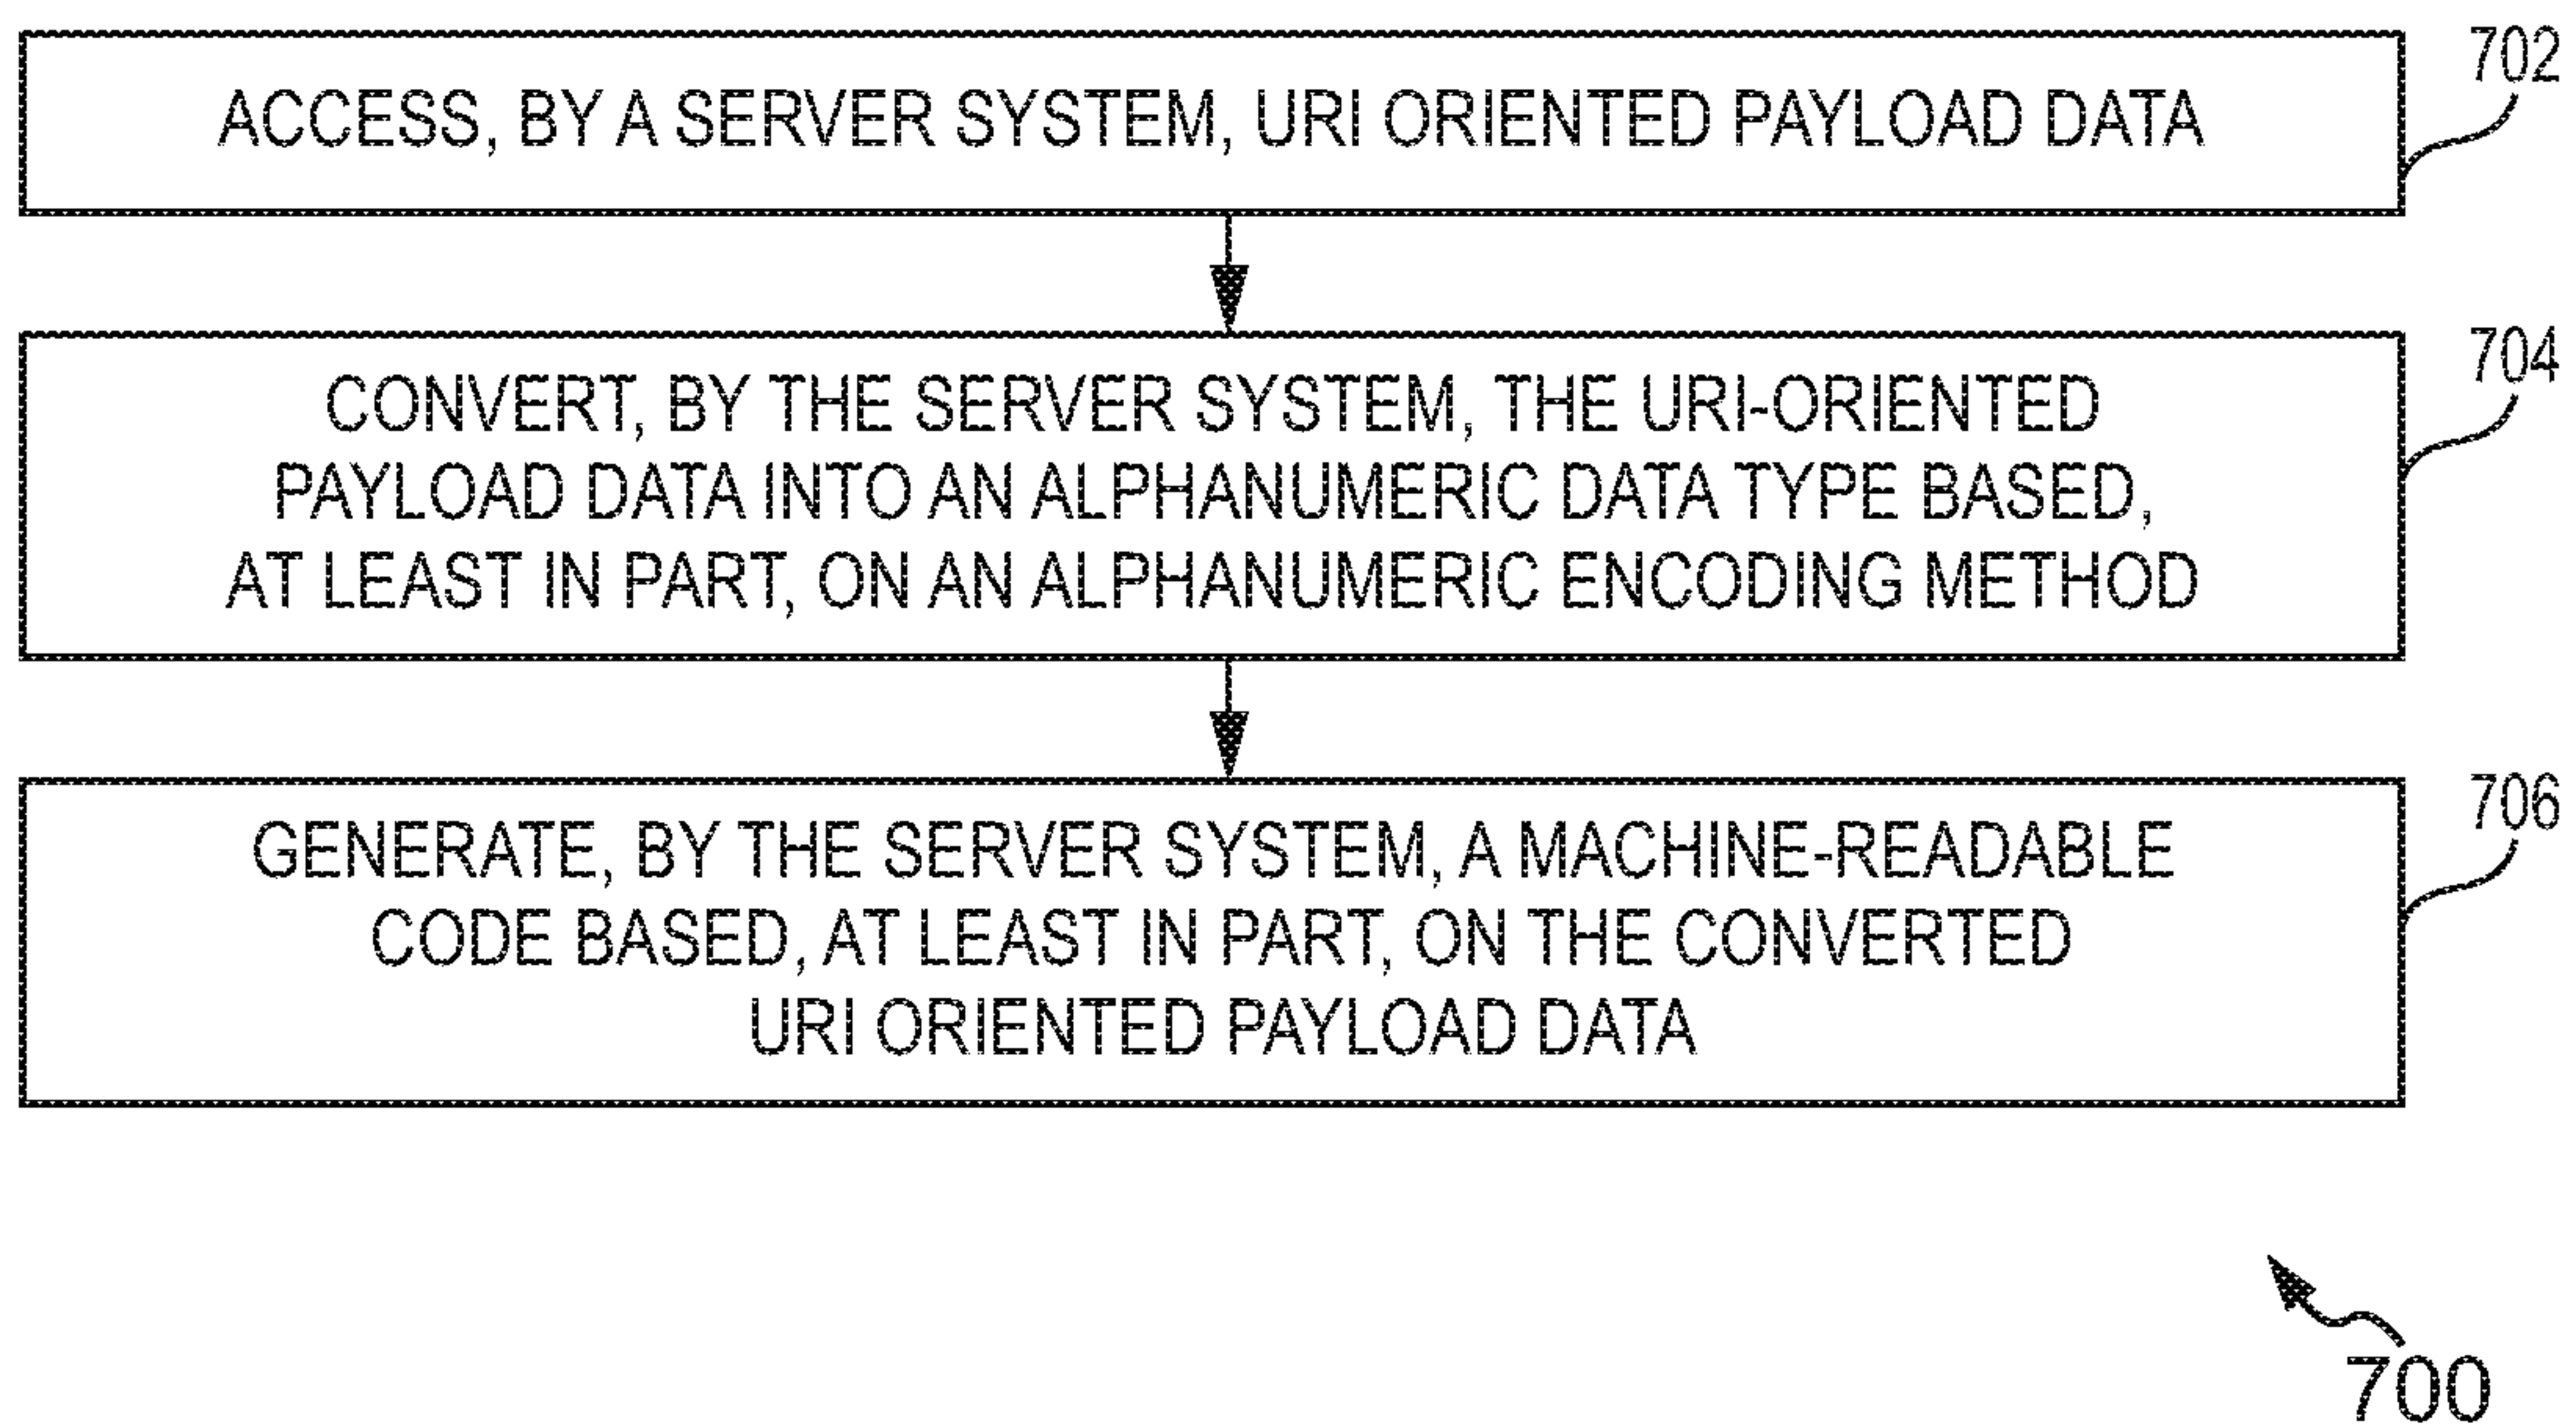 702
ACCESS, BY A SERVER SYSTEM, URI ORIENTED PAYLOAD DATA
704
CONVERT, BY THE SERVER SYSTEM, THE URI-ORIENTED
PAYLOAD DATA INTO AN ALPHANUMERIC DATA TYPE BASED,
AT LEAST IN PART, ON AN ALPHANUMERIC ENCODING METHOD
706
GENERATE, BY THE SERVER SYSTEM, A MACHINE-READABLE
CODE BASED, AT LEAST IN PART, ON THE CONVERTED
URI ORIENTED PAYLOAD DATA
700